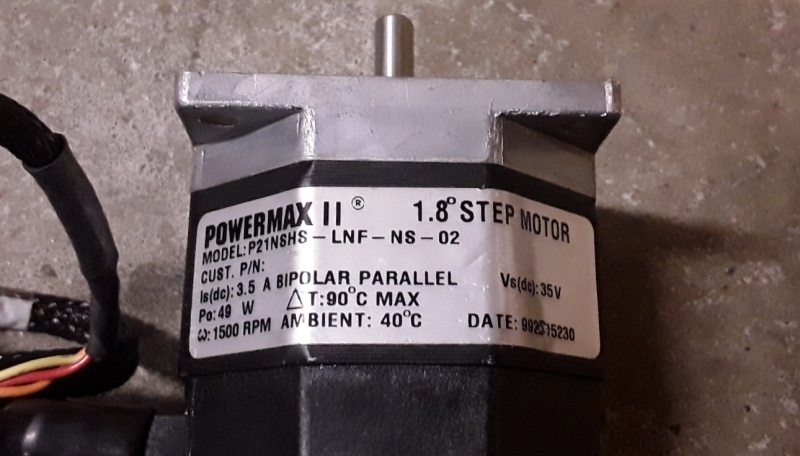 POWERMAX II ® 1.8° STEP MOTOR
MODEL: P21NSHS-LNF-NS-02
CUST. P/N:
Is(dc): 3.5 A BIPOLAR PARALLEL Vs(dc): 35V
Po: 49 W △T: 90°C MAX
ω: 1500 RPM AMBIENT: 40°C DATE: